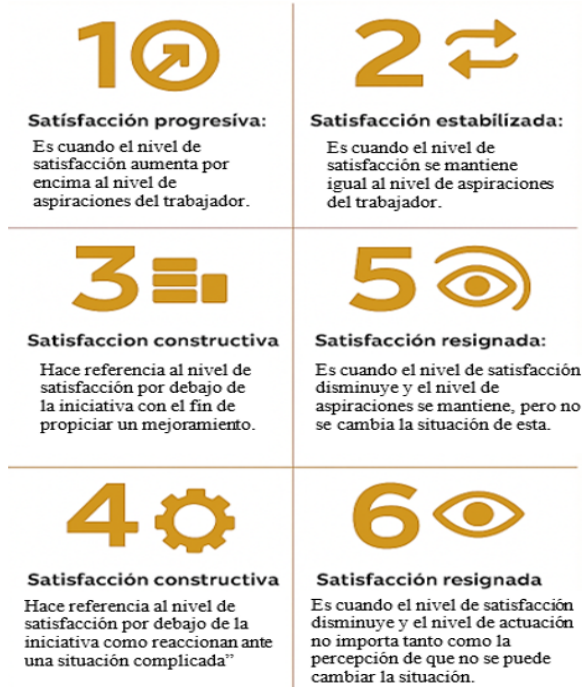 1
2
Satisfacción progresiva:
Es cuando el nivel de
satisfacción aumenta por
encima al nivel de
aspiraciones del trabajador.
Satisfacción estabilizada:
Es cuando el nivel de
satisfacción se mantiene
igual al nivel de aspiraciones
del trabajador.
3
5
Satisfaccion constructiva
Hace referencia al nivel de
satisfacción por debajo de
la iniciativa con el fin de
propiciar un mejoramiento.
Satisfacción resignada:
Es cuando el nivel de satisfacción
disminuye y el nivel de
aspiraciones se mantiene, pero no
se cambia la situación de esta.
4
6
Satisfacción constructiva
Hace referencia al nivel de
satisfacción por debajo de la
iniciativa como reaccionan ante
una situación complicada”
Satisfacción resignada
Es cuando el nivel de satisfacción
disminuye y el nivel de actuación
no importa tanto como la
percepción de que no se puede
cambiar la situación.